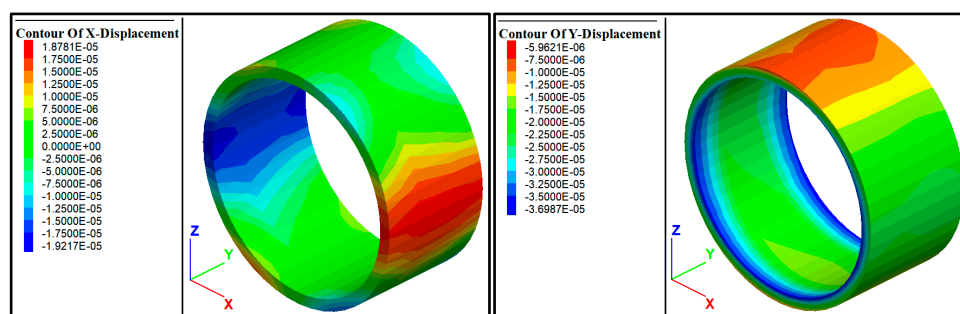 Contour Of X-Displacement
1.8781E-05
1.7500E-05
1.5000E-05
1.2500E-05
1.0000E-05
7.5000E-06
5.0000E-06
2.5000E-06
0.0000E+00
-2.5000E-06
-5.0000E-06
-7.5000E-06
-1.0000E-05
-1.2500E-05
-1.5000E-05
-1.7500E-05
-1.9217E-05
Z
Y
X
Contour Of Y-Displacement
-5.9621E-06
-7.5000E-06
-1.0000E-05
-1.2500E-05
-1.5000E-05
-1.7500E-05
-2.0000E-05
-2.2500E-05
-2.5000E-05
-2.7500E-05
-3.0000E-05
-3.2500E-05
-3.5000E-05
-3.6987E-05
Z
Y
X